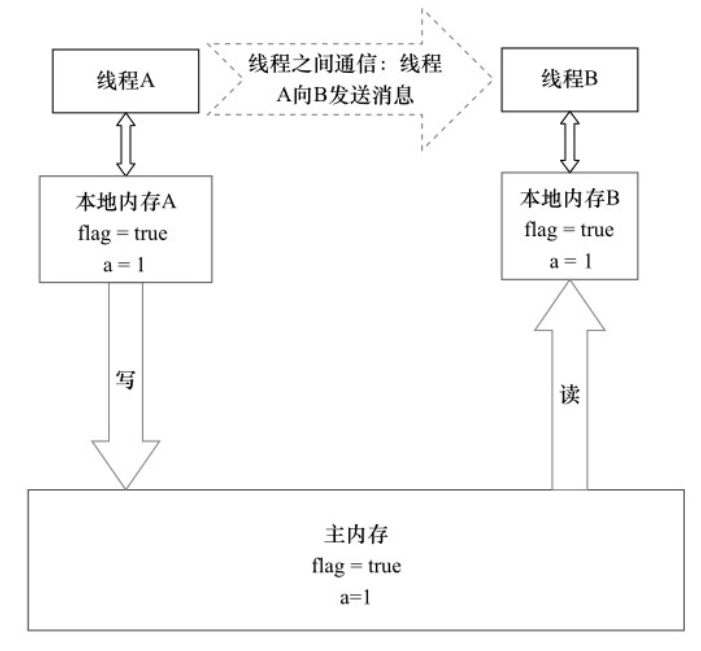 线程A
线程之间通信：线程
A向B发送消息
线程B
本地内存A
flag = true
a = 1
本地内存B
flag = true
a = 1
写
读
主内存
flag = true
a=1